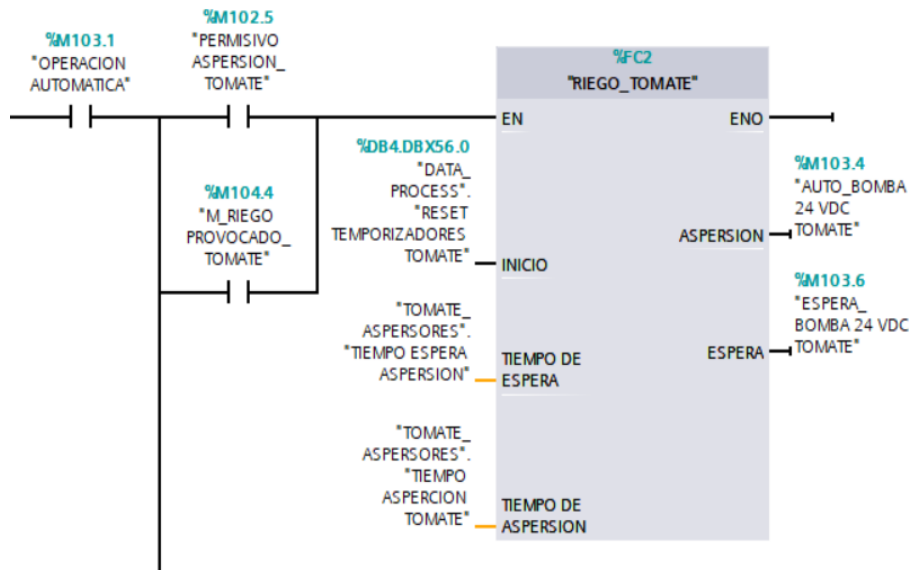 %M102.5
"PERMISIVO
ASPERSION_
TOMATE"
%M103.1
"OPERACION
AUTOMATICA"
%FC2
"RIEGO_TOMATE"
EN
ENO
%DB4.DBX56.0
"DATA_
PROCESS".
"RESET
TEMPORIZADORES
TOMATE"
INICIO
%M103.4
"AUTO_BOMBA
24 VDC
TOMATE"
ASPERSION
%M104.4
"M_RIEGO
PROVOCADO_
TOMATE"
%M103.6
"ESPERA_
BOMBA 24 VDC
TOMATE"
ESPERA
"TOMATE_
ASPERSORES".
"TIEMPO ESPERA
ASPERSION"
TIEMPO DE
ESPERA
"TOMATE_
ASPERSORES".
"TIEMPO
ASPERCION
TOMATE"
TIEMPO DE
ASPERSION